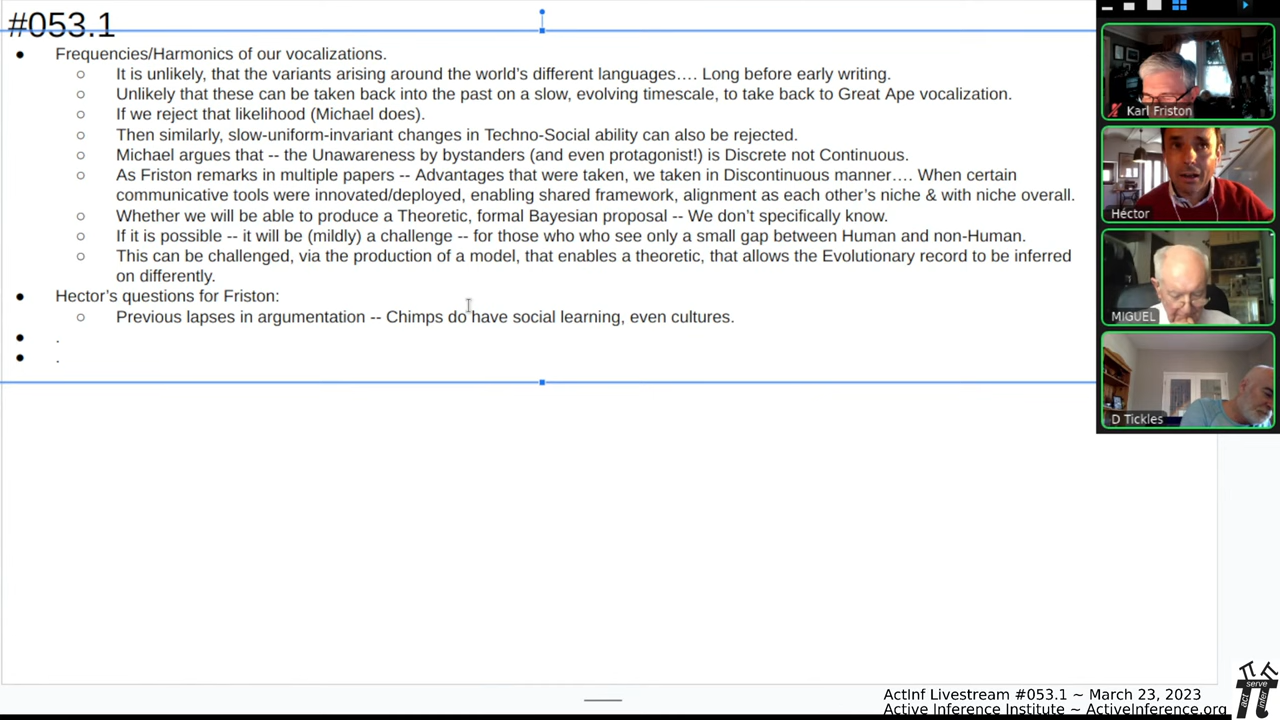 #053.1
● Frequencies/Harmonics of our vocalizations.
○ It is unlikely, that the variants arising around the world's different languages…. Long before early writing.
○ Unlikely that these can be taken back into the past on a slow, evolving timescale, to take back to Great Ape vocalization.
○ If we reject that likelihood (Michael does).
○ Then similarly, slow-uniform-invariant changes in Techno-Social ability can also be rejected.
○ Michael argues that -- the Unawareness by bystanders (and even protagonist!) is Discrete not Continuous.
○ As Friston remarks in multiple papers -- Advantages that were taken, we taken in Discontinuous manner…. When certain
communicative tools were innovated/deployed, enabling shared framework, alignment as each other's niche & with niche overall.
○ Whether we will be able to produce a Theoretic, formal Bayesian proposal -- We don't specifically know.
○ If it is possible -- it will be (mildly) a challenge -- for those who who see only a small gap between Human and non-Human.
○ This can be challenged, via the production of a model, that enables a theoretic, that allows the Evolutionary record to be inferred
on differently.
● Hector's questions for Friston:
○ Previous lapses in argumentation -- Chimps do have social learning, even cultures.
● .
● .
Karl Friston
Héctor
MIGUEL
D Tickles
ActInf Livestream #053.1 ~ March 23, 2023
Active Inference Institute ~ ActiveInference.org
serve
act
infer